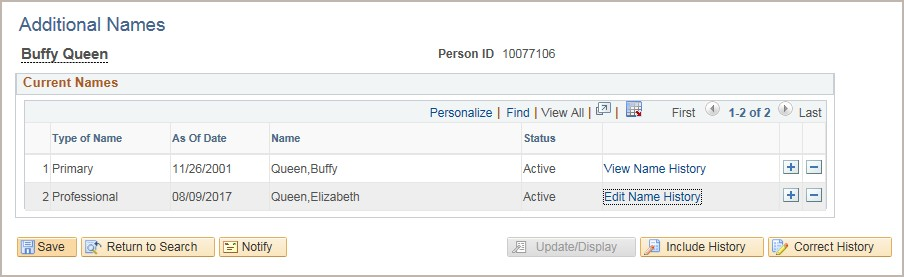 Additional Names
Buffy Queen Person ID 10077106
Current Names
Personalize | Find | View All | | First 1-2 of 2 Last
Type of Name As Of Date Name Status
1 Primary 11/26/2001 Queen,Buffy Active View Name History + −
2 Professional 08/09/2017 Queen,Elizabeth Active Edit Name History + −
Save Return to Search Notify Update/Display Include History Correct History